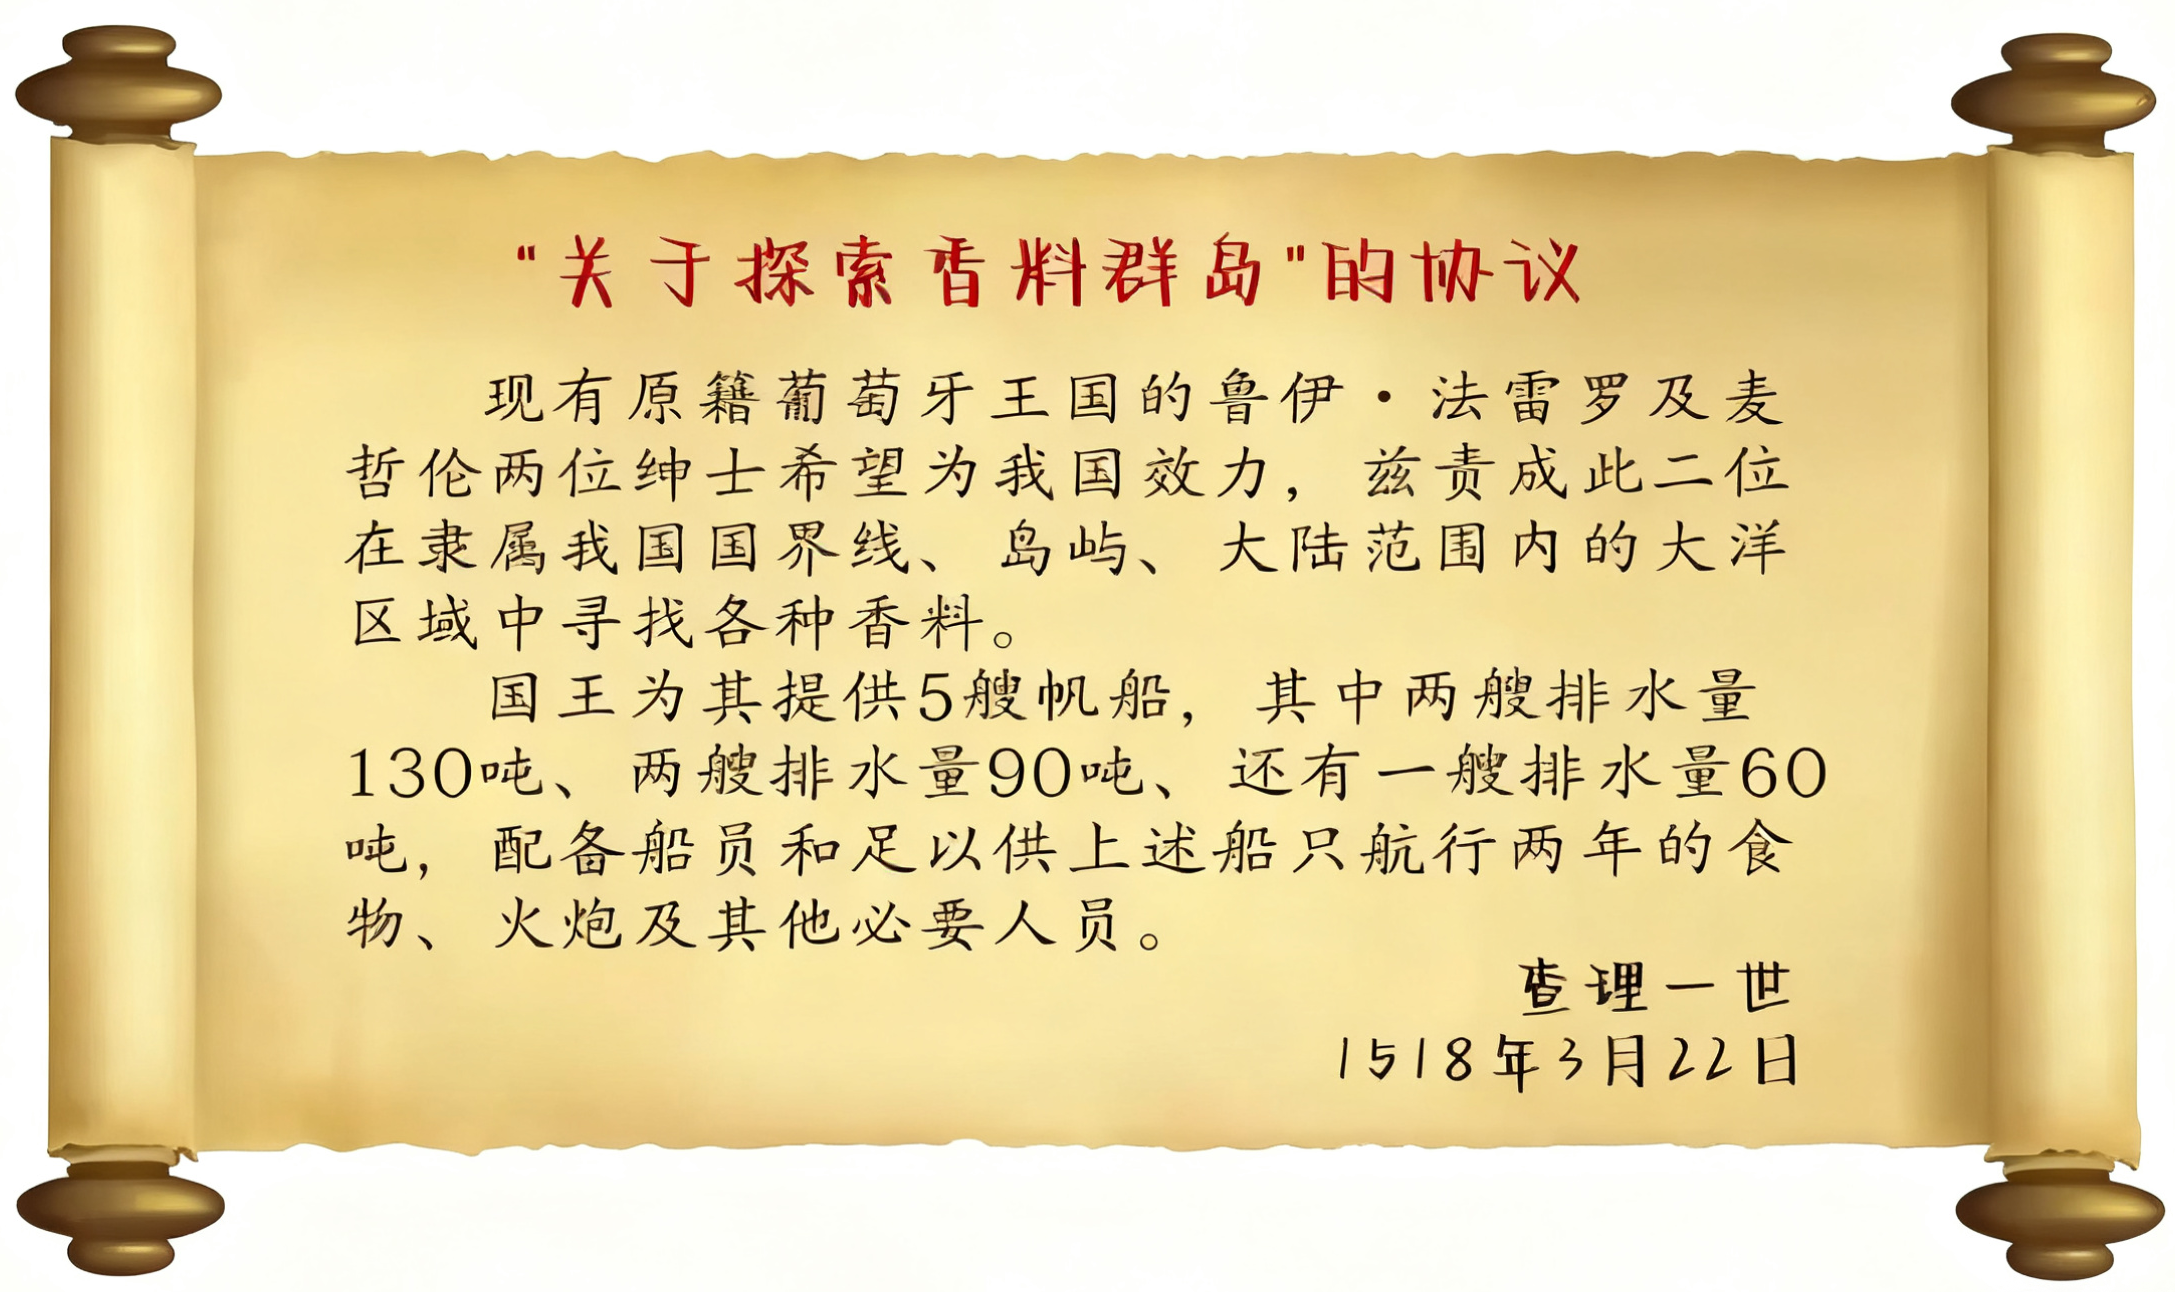 "关于探索香料群岛"的协议
现有原籍葡萄牙王国的鲁伊·法雷罗及麦
哲伦两位绅士希望为我国效力，兹责成此二位
在隶属我国国界线、岛屿、大陆范围内的大洋
区域中寻找各种香料。
国王为其提供5艘帆船，其中两艘排水量
130吨、两艘排水量90吨、还有一艘排水量60
吨，配备船员和足以供上述船只航行两年的食
物、火炮及其他必要人员。
查理一世
1518年3月22日